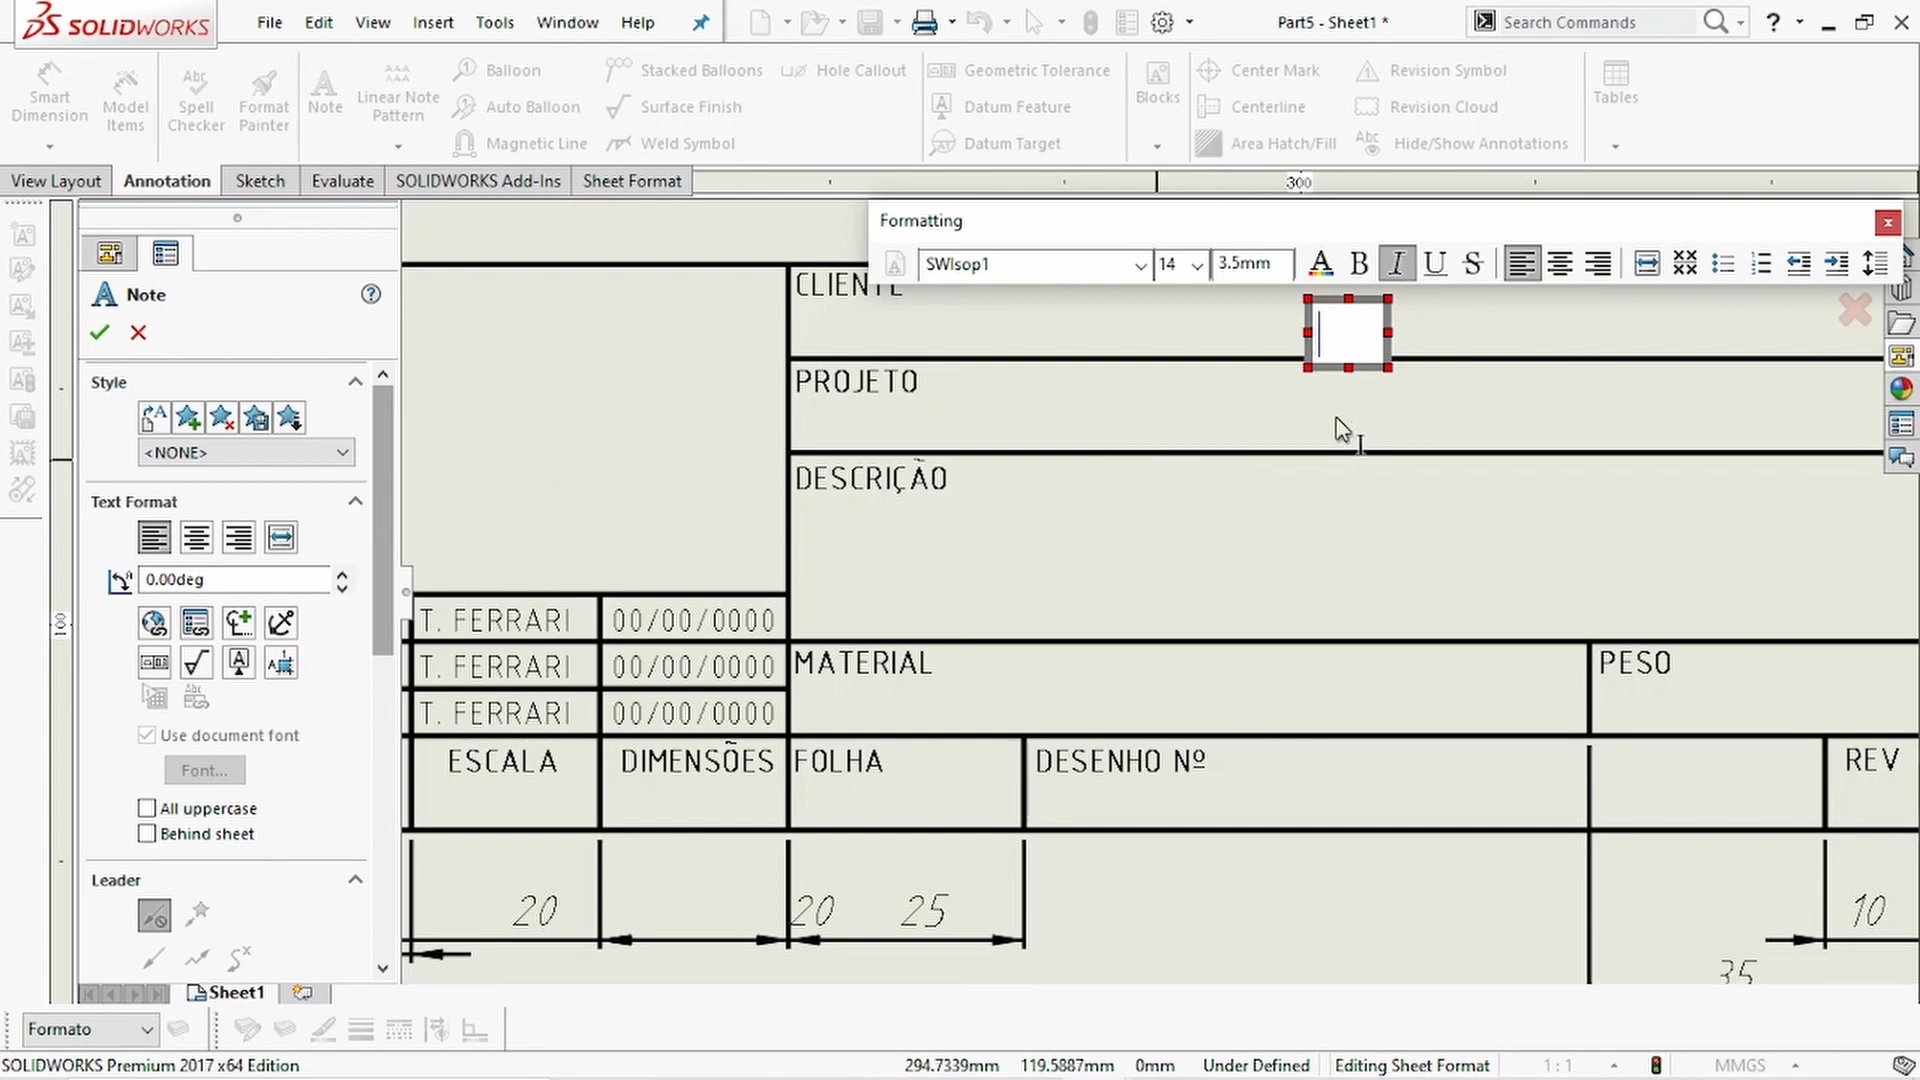 SOLIDWORKS
File Edit View Insert Tools Window Help
Part5 - Sheet1 *
Search Commands
?
Smart Dimension
Model Items
Abc
Spell Checker
Format Painter
Note
Linear Note Pattern
Balloon
Auto Balloon
Magnetic Line
Stacked Balloons
Surface Finish
Weld Symbol
Hole Callout
Geometric Tolerance
Datum Feature
Datum Target
Blocks
Center Mark
Centerline
Area Hatch/Fill
Revision Symbol
Revision Cloud
Abc
Hide/Show Annotations
Tables
View Layout Annotation Sketch Evaluate SOLIDWORKS Add-Ins Sheet Format
300
Formatting
SWIsop1 14 3.5mm A B I U S
Note
Style
<NONE>
Text Format
0.00deg
Use document font
Font...
All uppercase
Behind sheet
Leader
100
CLIENTE
PROJETO
DESCRIÇÃO
T. FERRARI 00/00/0000
T. FERRARI 00/00/0000
MATERIAL PESO
T. FERRARI 00/00/0000
ESCALA DIMENSÕES FOLHA DESENHO Nº REV
20 20 25 10
35
Sheet1
Formato
SOLIDWORKS Premium 2017 x64 Edition
294.7339mm 119.5887mm 0mm Under Defined Editing Sheet Format 1 : 1 MMGS